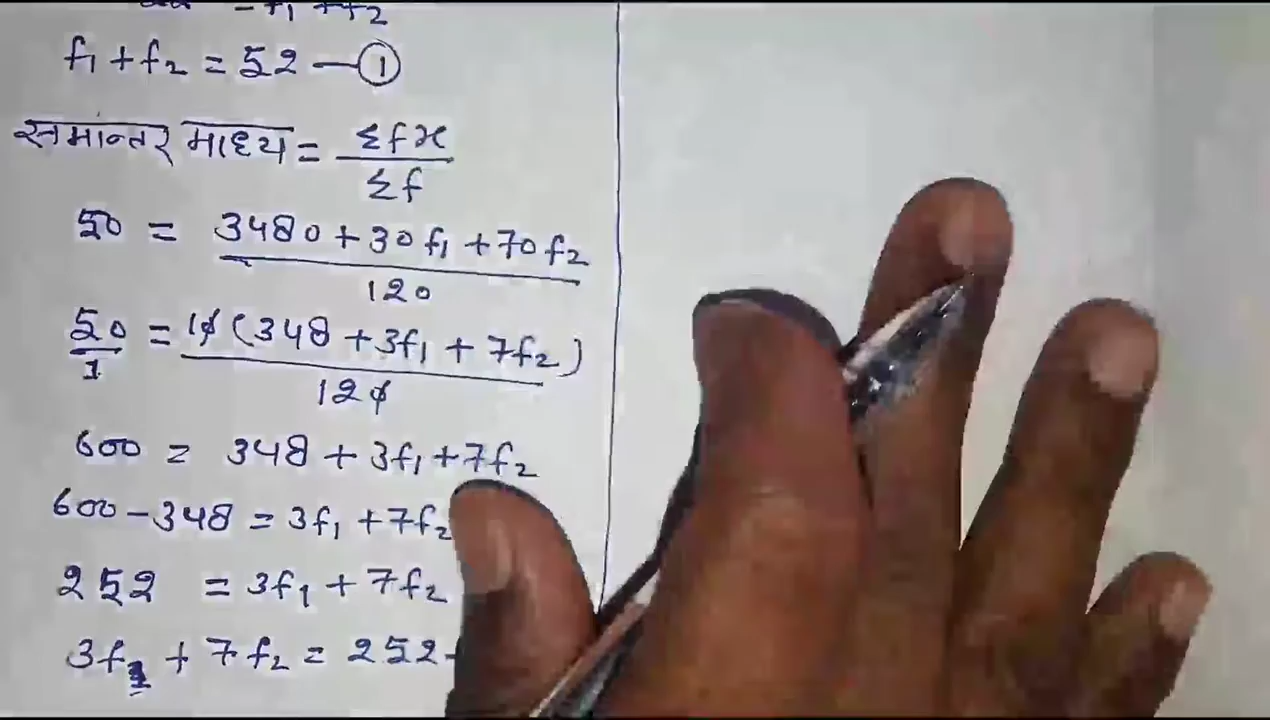 f₁ + f₂ = 52 — ①
समांन्तर माध्य = Σfx / Σf
50 = 3480 + 30f₁ + 70f₂ / 120
50/1 = 10(348 + 3f₁ + 7f₂) / 120
600 = 348 + 3f₁ + 7f₂
600 - 348 = 3f₁ + 7f₂
252 = 3f₁ + 7f₂
3f₁ + 7f₂ = 252 -